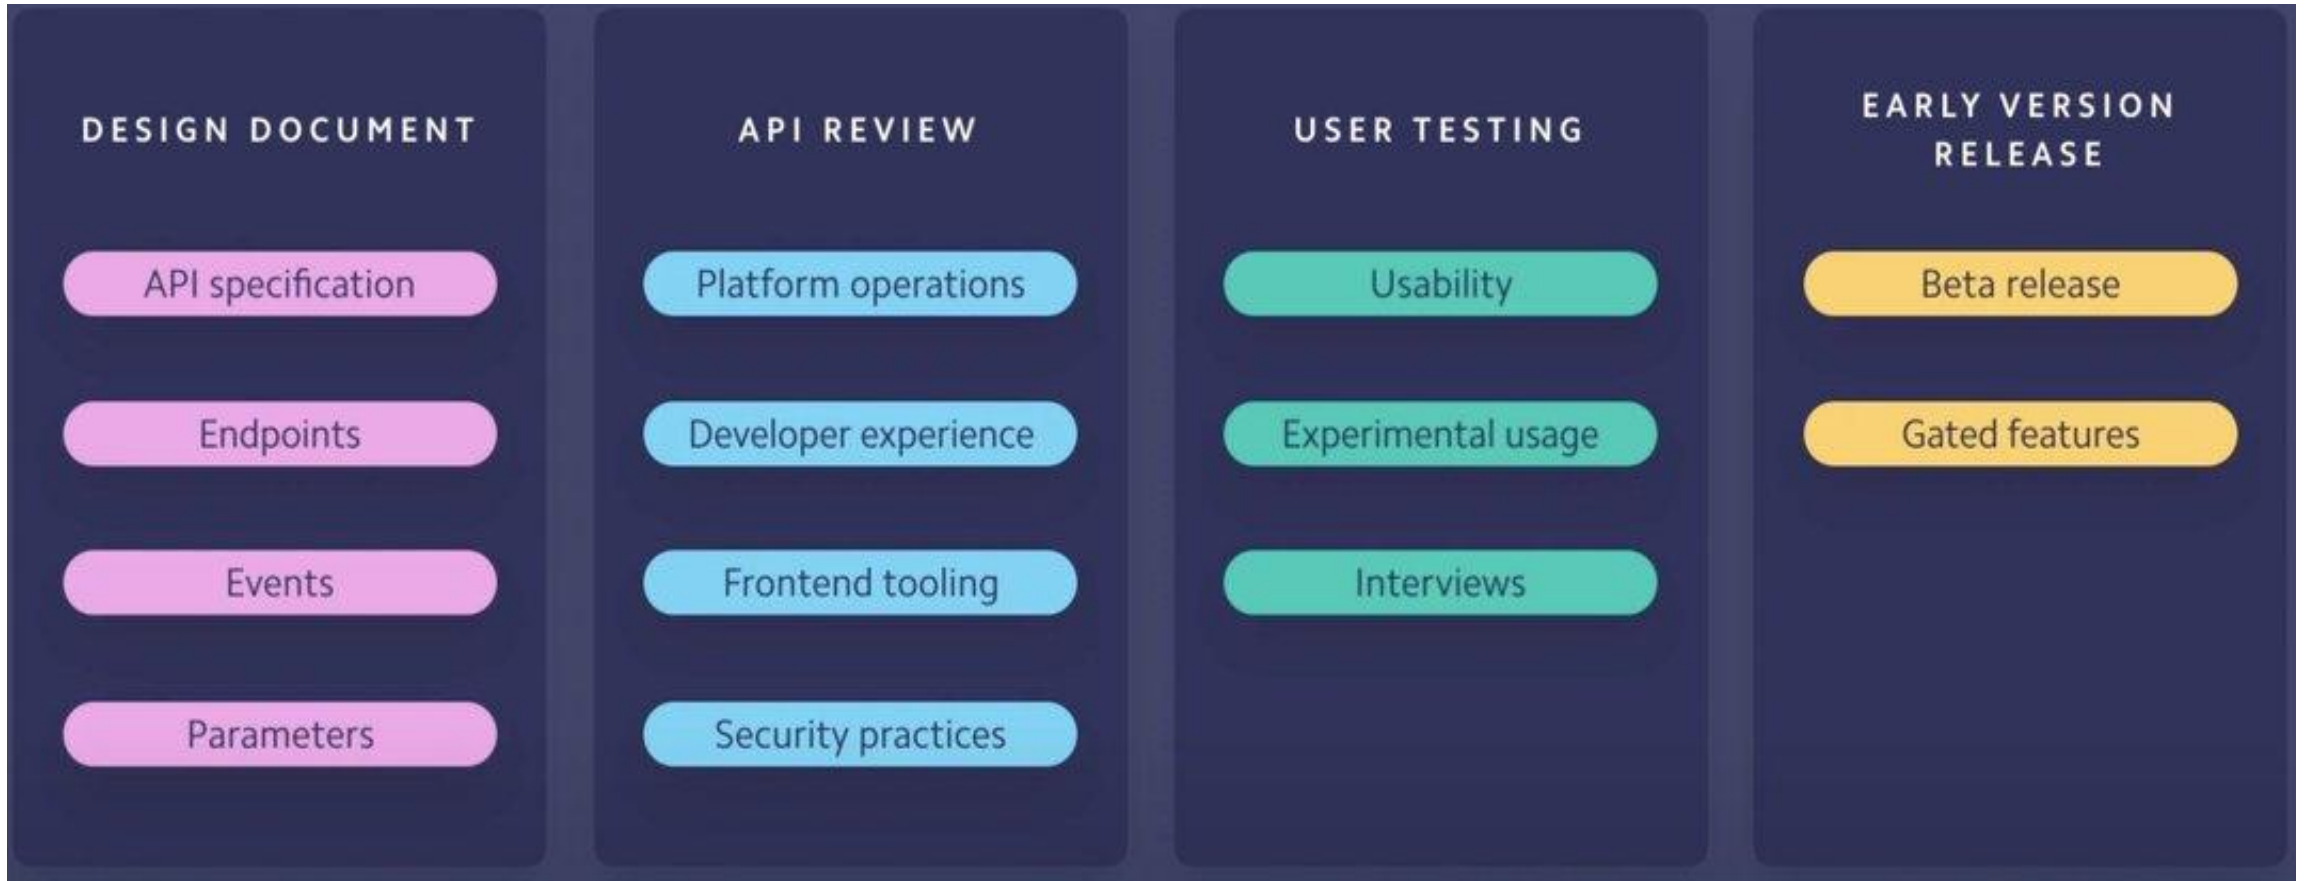 DESIGN DOCUMENT
API specification
Endpoints
Events
Parameters
API REVIEW
Platform operations
Developer experience
Frontend tooling
Security practices
USER TESTING
Usability
Experimental usage
Interviews
EARLY VERSION
RELEASE
Beta release
Gated features